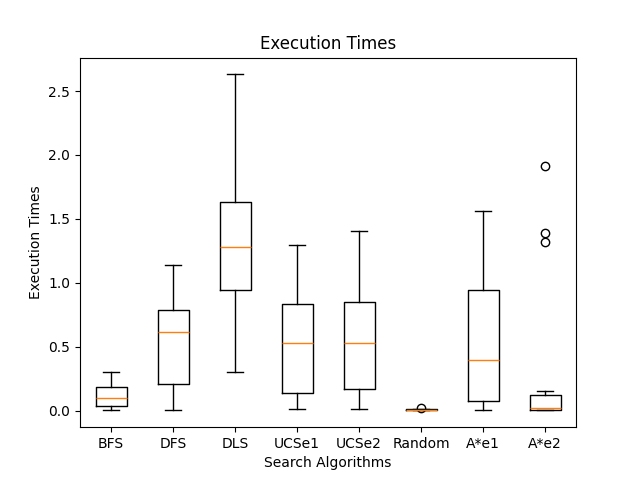 Execution Times
2.5
2.0
1.5
1.0
0.5
0.0
Execution Times
BFS DFS DLS UCSe1 UCSe2 Random A*e1 A*e2
Search Algorithms